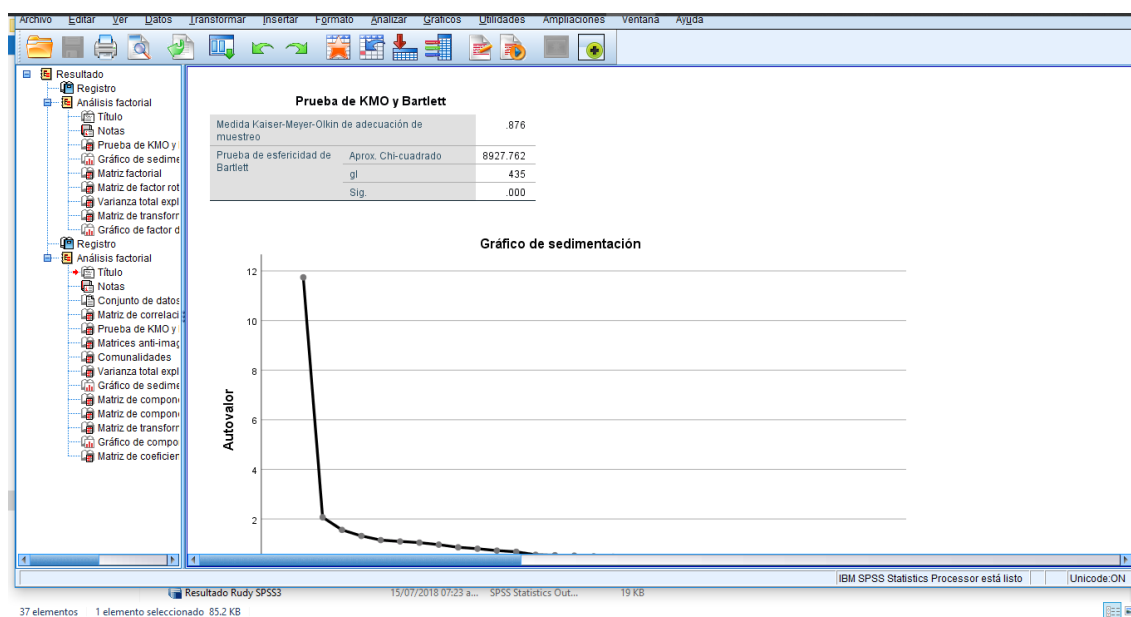 Archivo Editar Ver Datos Transformar Insertar Formato Analizar Gráficos Utilidades Ampliaciones Ventana Ayuda
Resultado
Registro
Análisis factorial
Título
Notas
Prueba de KMO y
Gráfico de sedime
Matriz factorial
Matriz de factor rot
Varianza total expl
Matriz de transforr
Gráfico de factor d
Registro
Análisis factorial
Título
Notas
Conjunto de datos
Matriz de correlaci
Prueba de KMO y
Matrices anti-imag
Comunalidades
Varianza total expl
Gráfico de sedime
Matriz de compon
Matriz de compon
Matriz de transforr
Gráfico de compo
Matriz de coeficier
Prueba de KMO y Bartlett
Medida Kaiser-Meyer-Olkin de adecuación de muestreo .876
Prueba de esfericidad de Bartlett Aprox. Chi-cuadrado 8927.762
gl 435
Sig. .000
Gráfico de sedimentación
12
10
8
6
4
2
Autovalor
IBM SPSS Statistics Processor está listo Unicode:ON
Resultado Rudy SPSS3 15/07/2018 07:23 a... SPSS Statistics Out... 19 KB
37 elementos 1 elemento seleccionado 85.2 KB